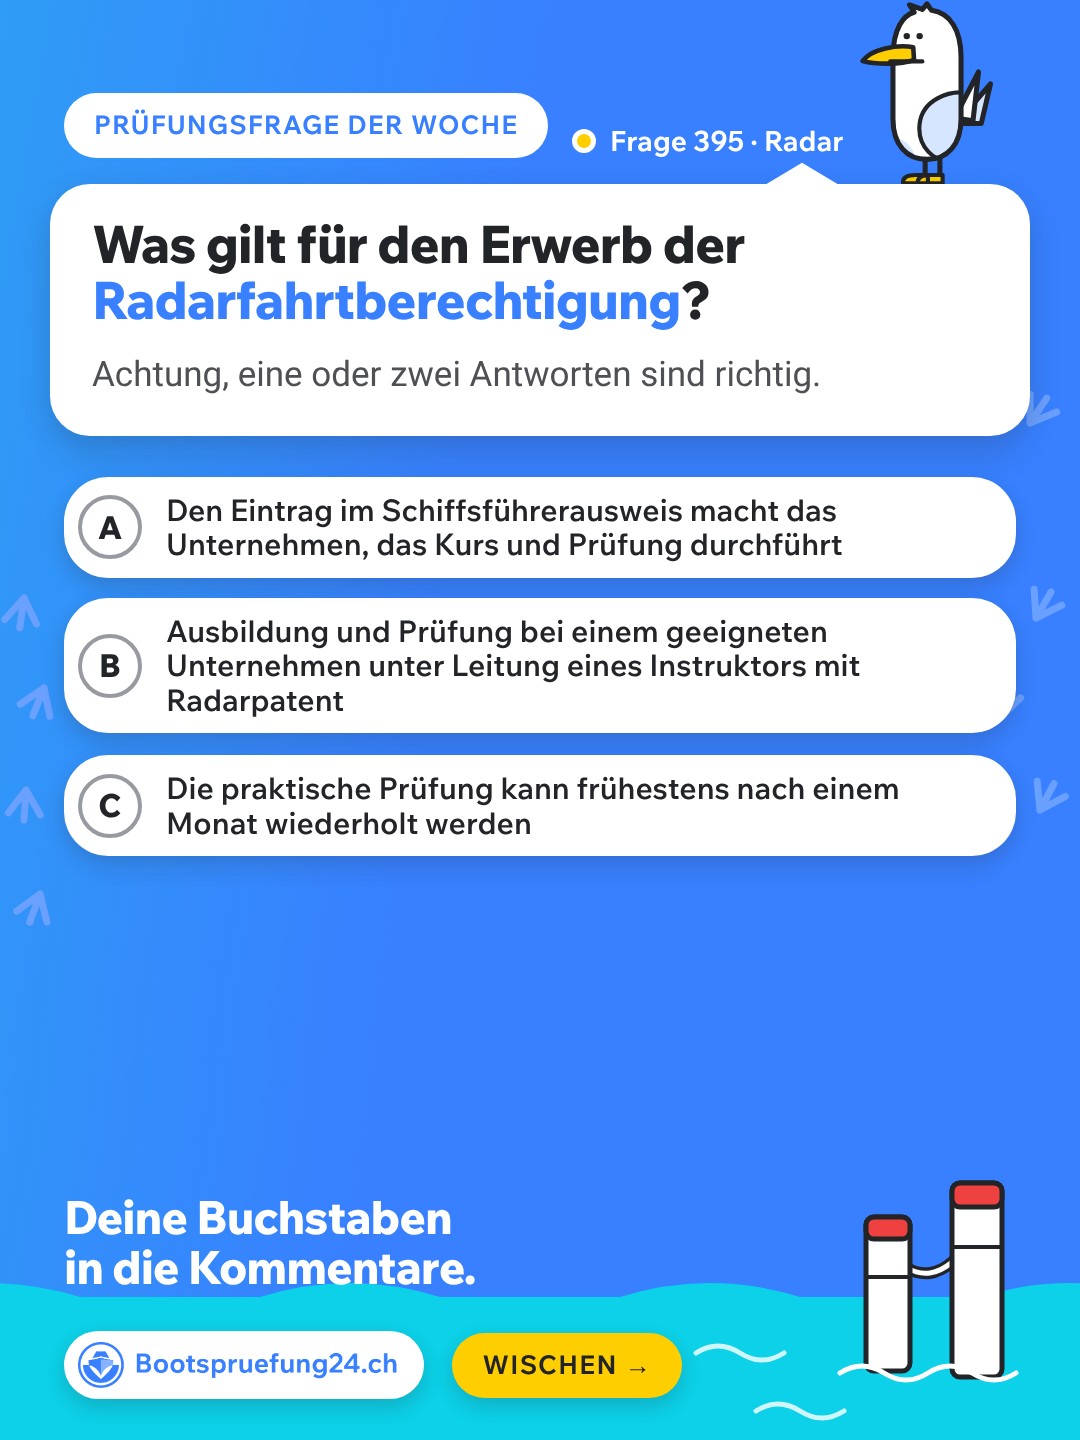 PRÜFUNGSFRAGE DER WOCHE
Frage 395 · Radar
Was gilt für den Erwerb der
Radarfahrtberechtigung?
Achtung, eine oder zwei Antworten sind richtig.
A
Den Eintrag im Schiffsführerausweis macht das
Unternehmen, das Kurs und Prüfung durchführt
B
Ausbildung und Prüfung bei einem geeigneten
Unternehmen unter Leitung eines Instruktors mit
Radarpatent
C
Die praktische Prüfung kann frühestens nach einem
Monat wiederholt werden
Deine Buchstaben
in die Kommentare.
Bootspruefung24.ch
WISCHEN →